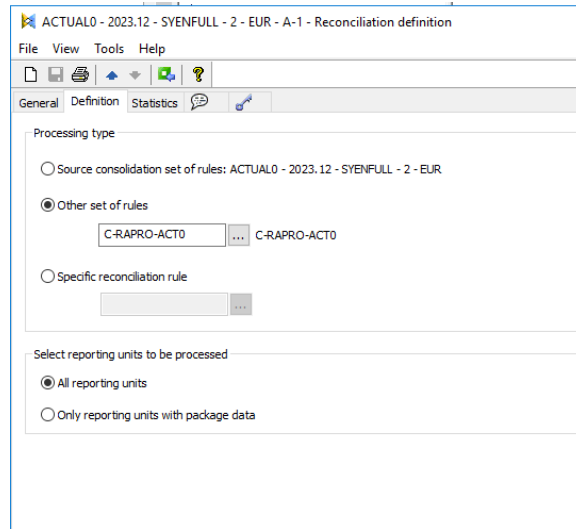 ACTUAL0 - 2023.12 - SYENFULL - 2 - EUR - A-1 - Reconciliation definition
File View Tools Help
General Definition Statistics
Processing type
Source consolidation set of rules: ACTUAL0 - 2023.12 - SYENFULL - 2 - EUR
Other set of rules
C-RAPRO-ACT0 ... C-RAPRO-ACT0
Specific reconciliation rule
...
Select reporting units to be processed
All reporting units
Only reporting units with package data